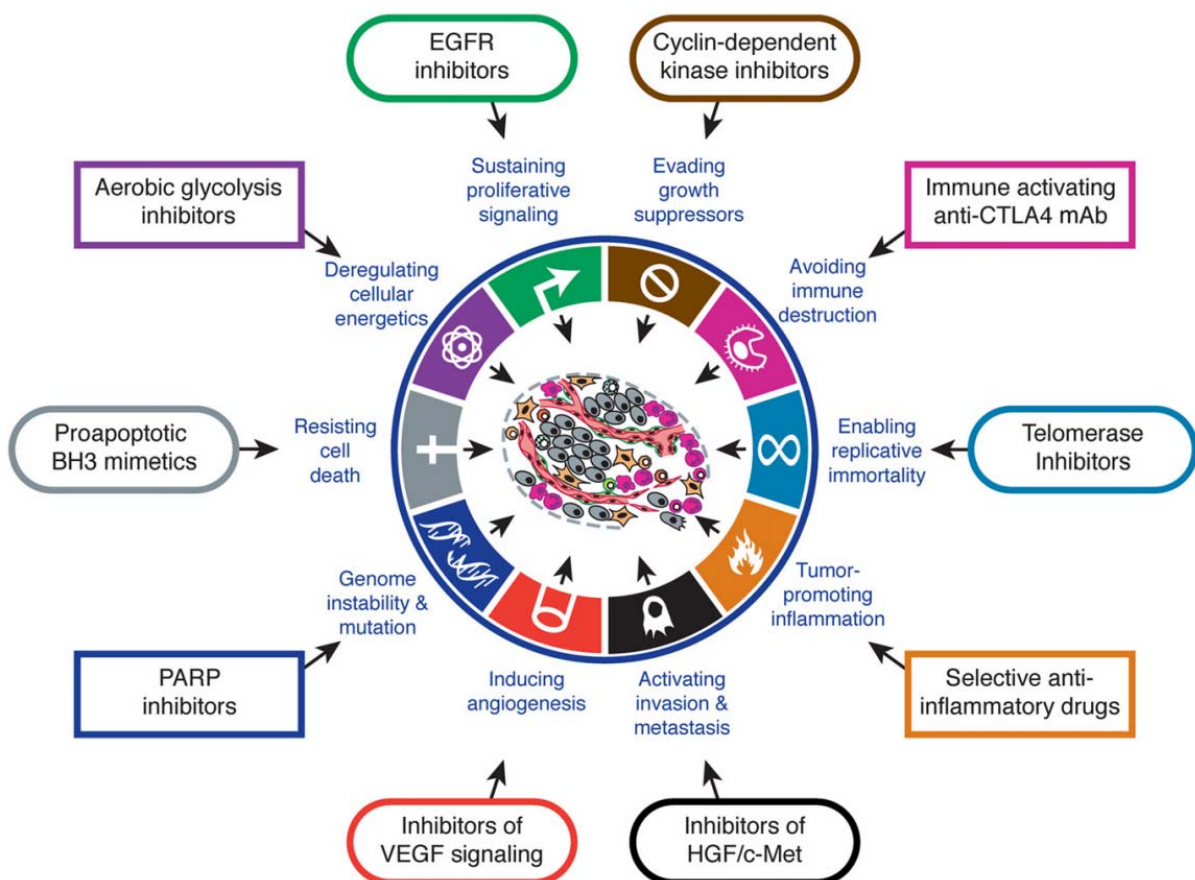 EGFR
inhibitors
Cyclin-dependent
kinase inhibitors
Sustaining
proliferative
signaling
Evading
growth
suppressors
Aerobic glycolysis
inhibitors
Immune activating
anti-CTLA4 mAb
Deregulating
cellular
energetics
Avoiding
immune
destruction
Proapoptotic
BH3 mimetics
Resisting
cell
death
Enabling
replicative
immortality
Telomerase
Inhibitors
Genome
instability &
mutation
Tumor-
promoting
inflammation
PARP
inhibitors
Inducing
angiogenesis
Activating
invasion &
metastasis
Selective anti-
inflammatory drugs
Inhibitors of
VEGF signaling
Inhibitors of
HGF/c-Met